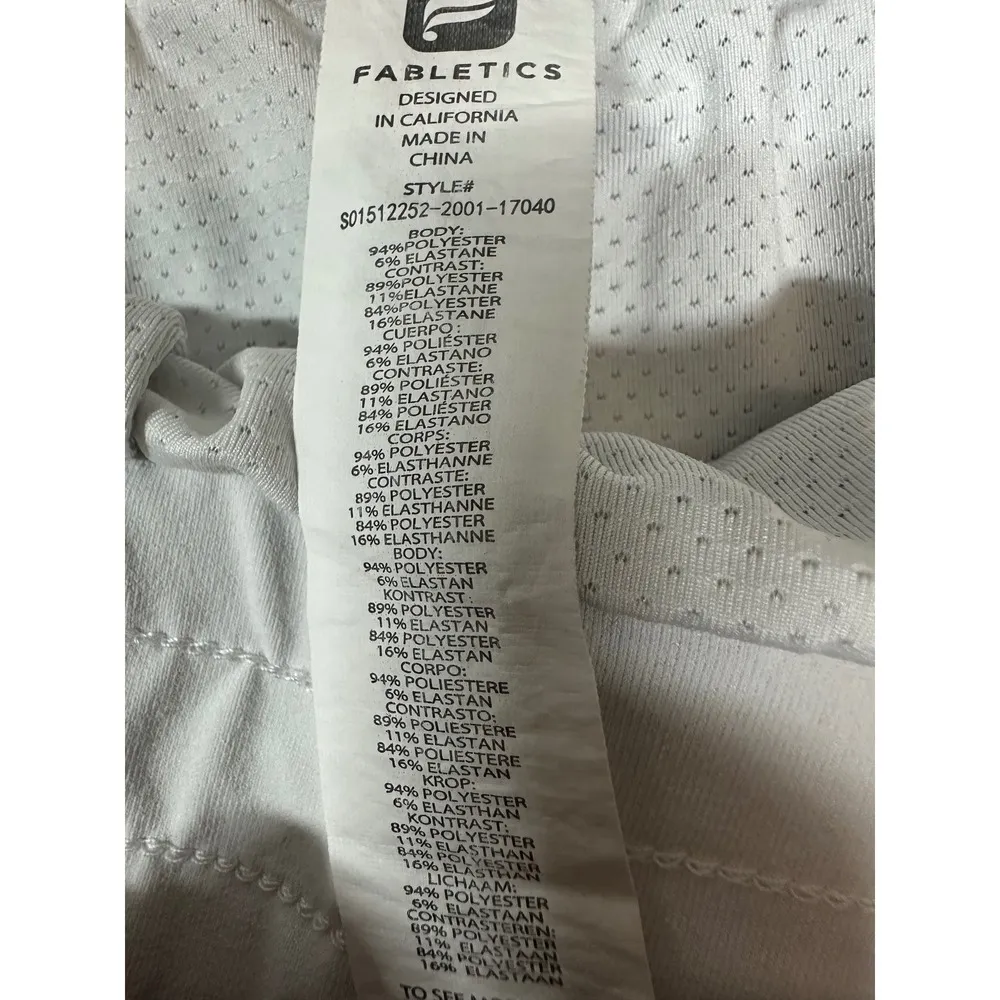 FABLETICS
DESIGNED
IN CALIFORNIA
MADE IN
CHINA
STYLE#
S01512252-2001-17040
BODY:
94%POLYESTER
6% ELASTANE
CONTRAST:
89%POLYESTER
11%ELASTANE
84%POLYESTER
16%ELASTANE
CUERPO:
94% POLIÉSTER
6% ELASTANO
CONTRASTE:
89% POLIÉSTER
11% ELASTANO
84% POLIÉSTER
16% ELASTANO
CORPS:
94% POLYESTER
6% ELASTHANNE
CONTRASTE:
89% POLYESTER
11% ELASTHANNE
84% POLYESTER
16% ELASTHANNE
BODY:
94% POLYESTER
6% ELASTAN
KONTRAST:
89% POLYESTER
11% ELASTAN
84% POLYESTER
16% ELASTAN
CORPO:
94% POLIESTERE
6% ELASTAN
CONTRASTO:
89% POLIESTERE
11% ELASTAN
84% POLIESTERE
16% ELASTAN
KROP:
94% POLYESTER
6% ELASTHAN
KONTRAST:
89% POLYESTER
11% ELASTHAN
84% POLYESTER
16% ELASTHAN
LICHAAM:
94% POLYESTER
6% ELASTAAN
CONTRASTEREN:
89% POLYESTER
11% ELASTAAN
84% POLYESTER
16% ELASTAAN
TO SEE